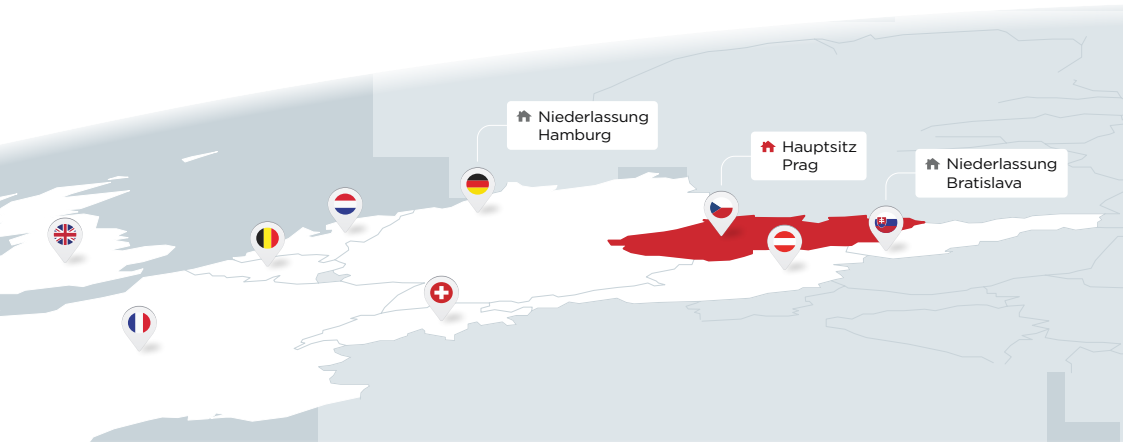 Niederlassung
Hamburg
Hauptsitz
Prag
Niederlassung
Bratislava